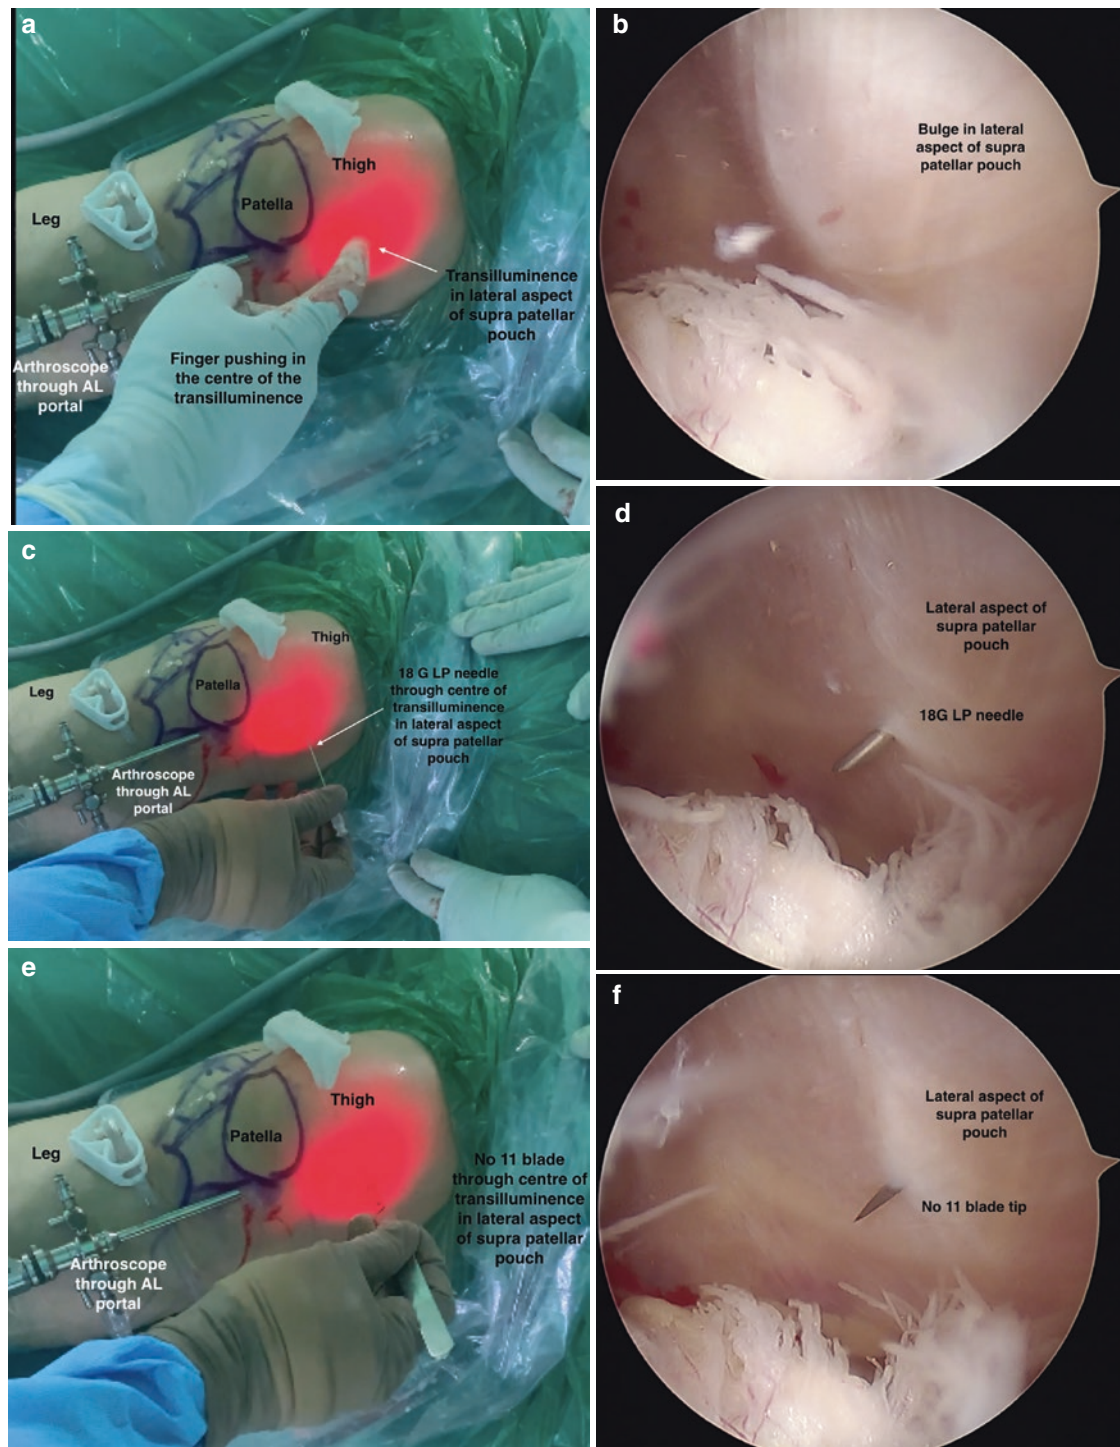 a
Thigh
Patella
Leg
Transilluminence
in lateral aspect
of supra patellar
pouch
Finger pushing in
the centre of the
transilluminence
Arthroscope
through AL
portal
b
Bulge in lateral
aspect of supra
patellar pouch
c
Thigh
Patella
Leg
18 G LP needle
through centre of
transilluminence
in lateral aspect
of supra patellar
pouch
Arthroscope
through AL
portal
d
Lateral aspect of
supra patellar
pouch
18G LP needle
e
Thigh
Patella
Leg
No 11 blade
through centre of
transilluminence
in lateral aspect
of supra patellar
pouch
Arthroscope
through AL
portal
f
Lateral aspect of
supra patellar
pouch
No 11 blade tip